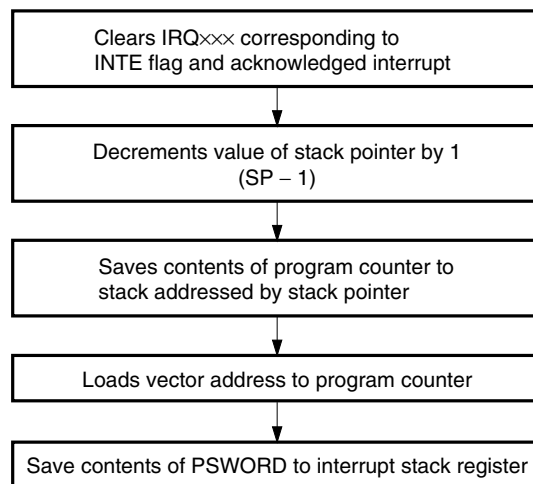 Clears IRQ××× corresponding to
INTE flag and acknowledged interrupt
Decrements value of stack pointer by 1
(SP – 1)
Saves contents of program counter to
stack addressed by stack pointer
Loads vector address to program counter
Save contents of PSWORD to interrupt stack register